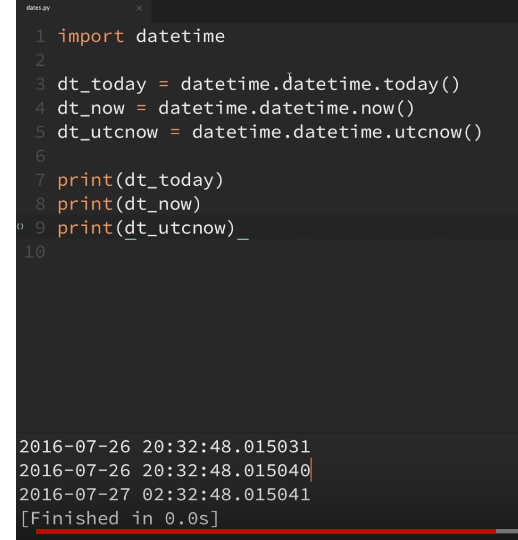 dates.py ×
1 import datetime
2
3 dt_today = datetime.datetime.today()
4 dt_now = datetime.datetime.now()
5 dt_utcnow = datetime.datetime.utcnow()
6
7 print(dt_today)
8 print(dt_now)
() 9 print(dt_utcnow)
10
2016-07-26 20:32:48.015031
2016-07-26 20:32:48.015040
2016-07-27 02:32:48.015041
[Finished in 0.0s]